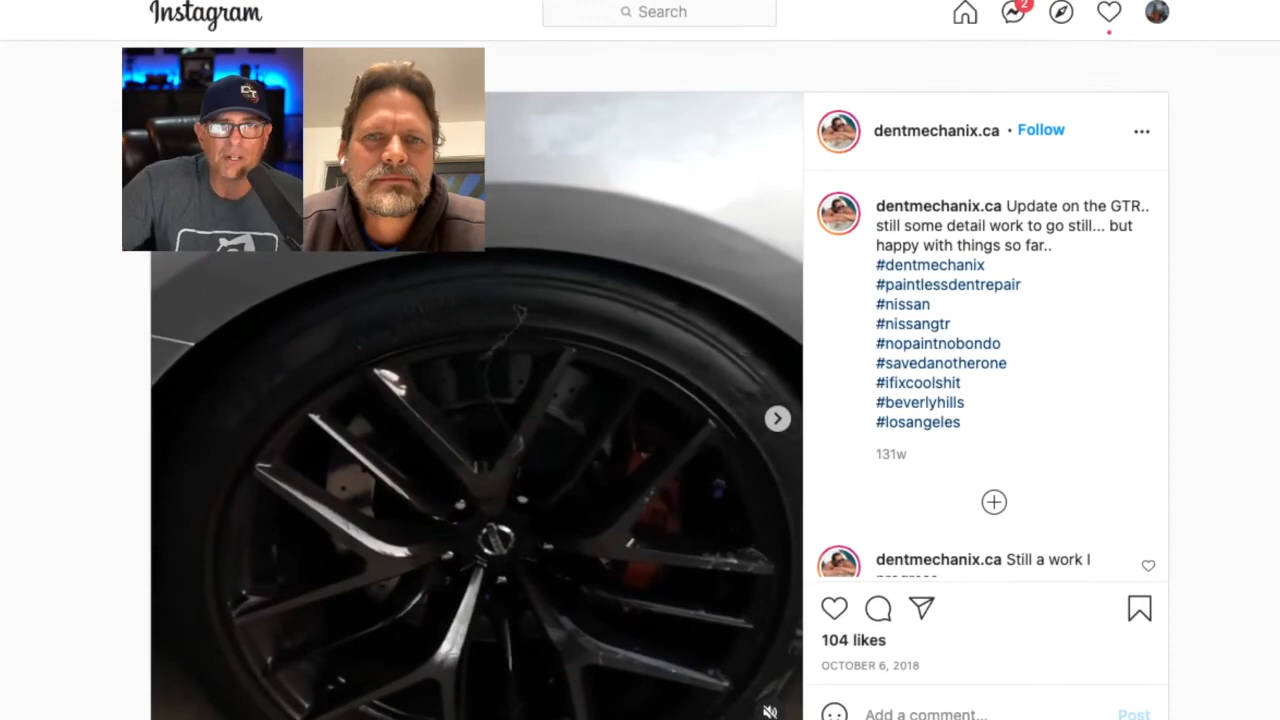 Instagram
Search
2
DT
dentmechanix.ca • Follow
dentmechanix.ca Update on the GTR..
still some detail work to go still... but
happy with things so far..
#dentmechanix
#paintlessdentrepair
#nissan
#nissangtr
#nopaintnobondo
#savedanotherone
#ifixcoolshit
#beverlyhills
#losangeles
131w
dentmechanix.ca Still a work I
104 likes
OCTOBER 6, 2018
Add a comment...
Post